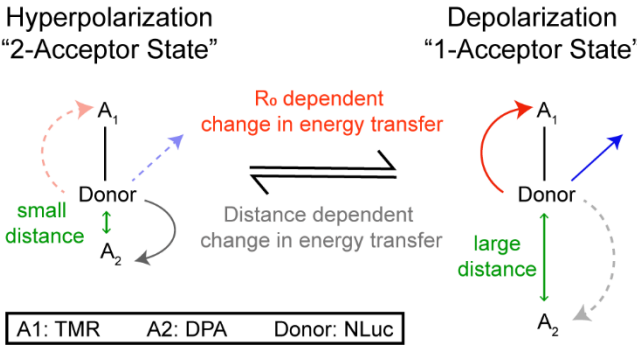 Hyperpolarization
“2-Acceptor State”
Depolarization
“1-Acceptor State’
R₀ dependent
change in energy transfer
A₁
A₁
Donor
Donor
small
distance
Distance dependent
change in energy transfer
A₂
large
distance
A₂
A1: TMR A2: DPA Donor: NLuc